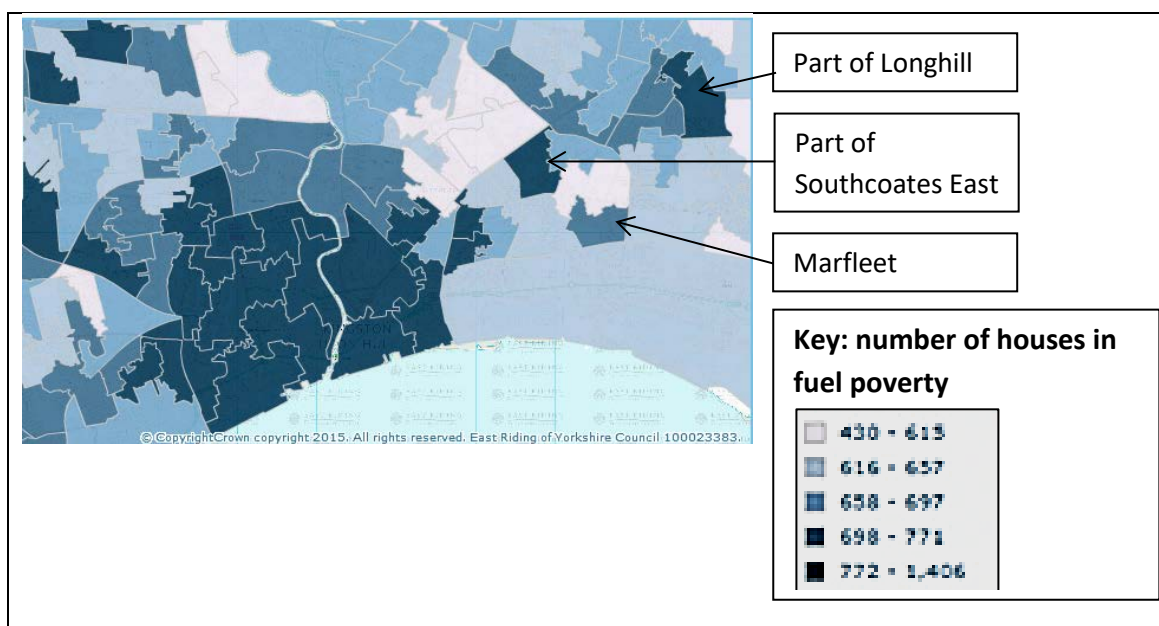 Part of Longhill
Part of
Southcoates East
Marfleet
Key: number of houses in
fuel poverty
430 - 615
616 - 657
658 - 697
698 - 771
772 - 1,406
© CopyrightCrown copyright 2015. All rights reserved. East Riding of Yorkshire Council 100023383.